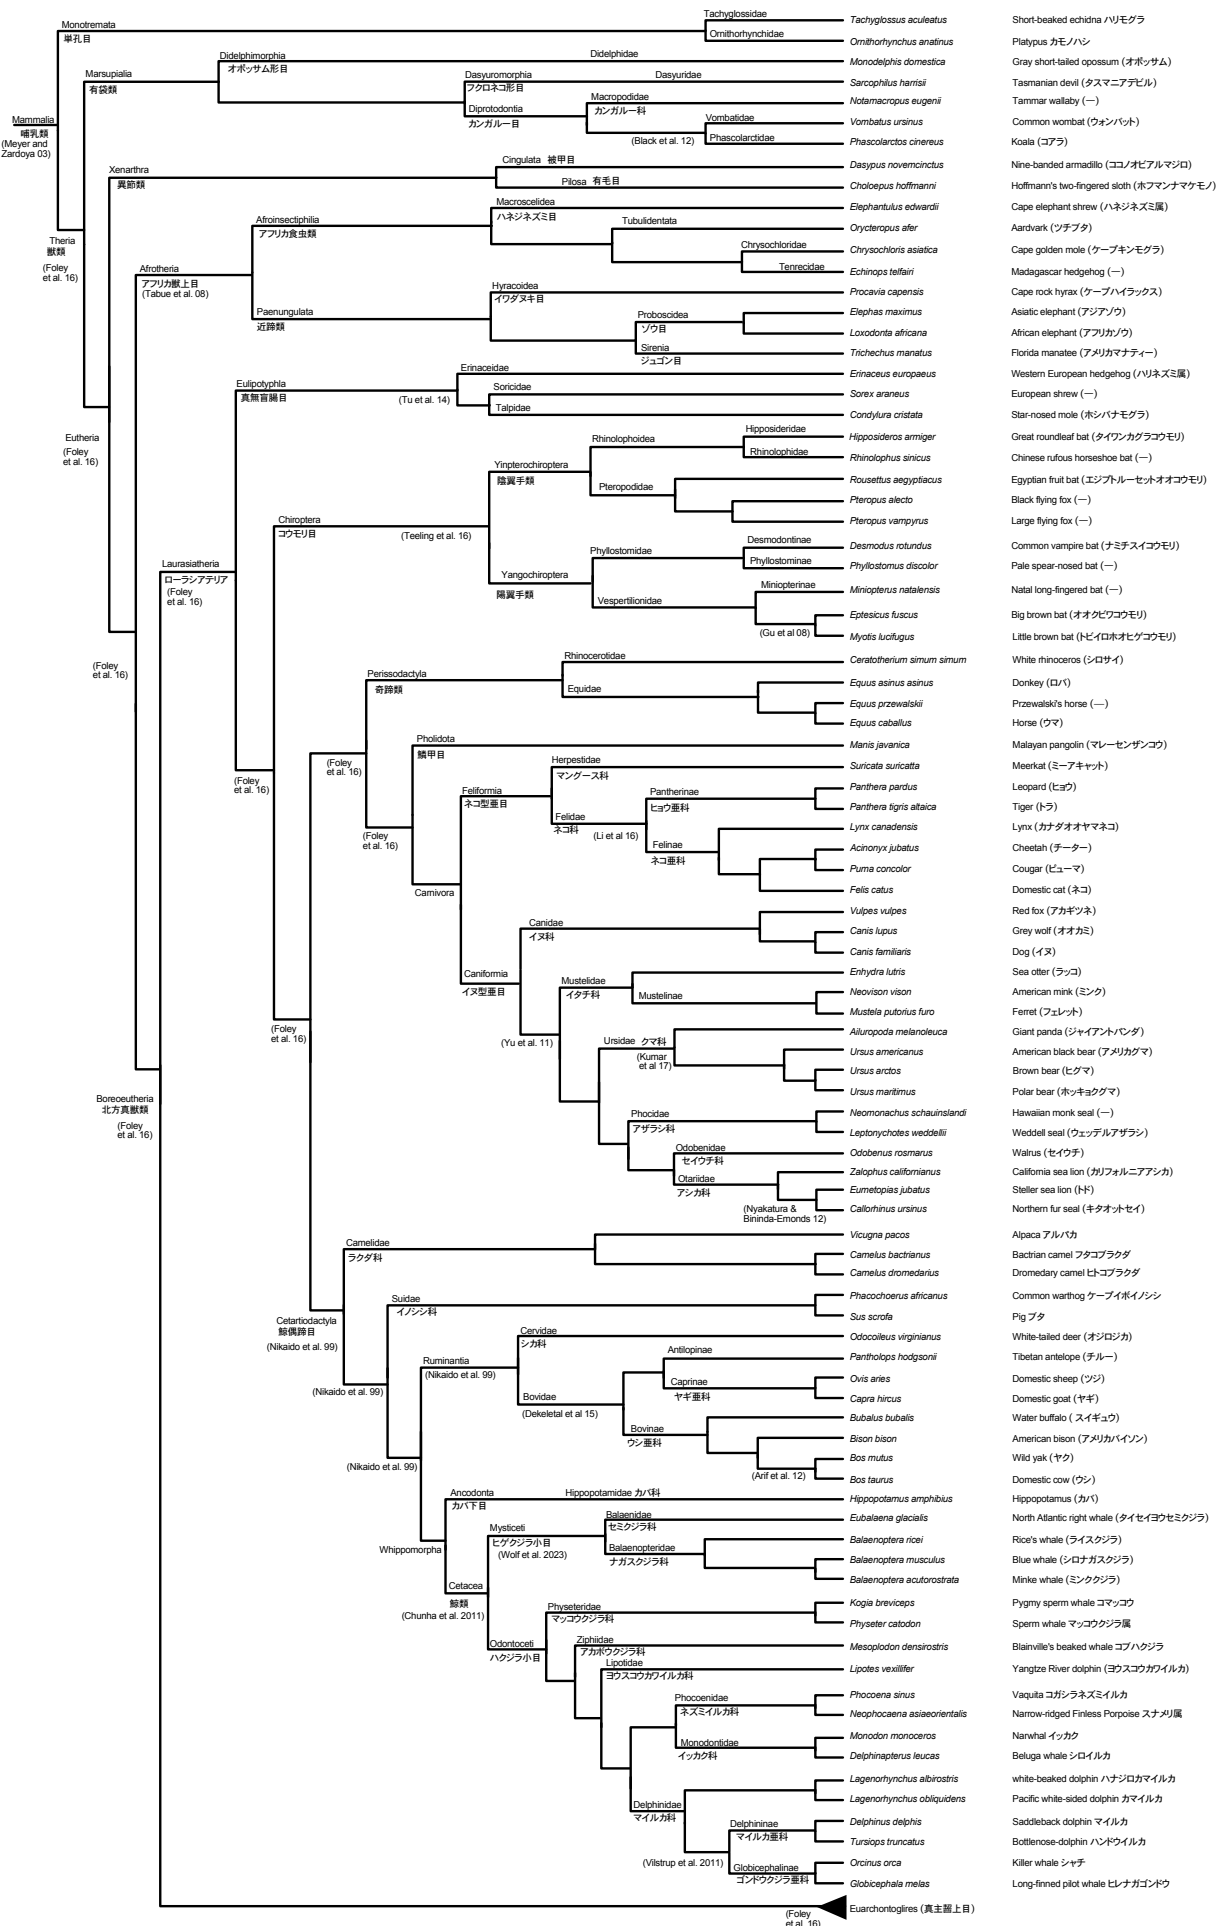 Tachyglossidae
Tachyglossus aculeatus Short-beaked echidna ハリモグラ
Monotremata
単孔目
Ornithorhynchidae
Ornithorhynchus anatinus Platypus カモノハシ
Didelphimorphia
オポッサム形目
Didelphidae
Monodelphis domestica Gray short-tailed opossum (オポッサム)
Marsupialia
有袋類
Dasyuromorphia
フクロネコ形目
Dasyuridae
Sarcophilus harrisii Tasmanian devil (タスマニアデビル)
Diprotodontia
カンガルー目
Macropodidae
カンガルー科
Notamacropus eugenii Tammar wallaby (—)
Vombatidae
Vombatus ursinus Common wombat (ウォンバット)
(Black et al. 12)
Phascolarctidae
Phascolarctos cinereus Koala (コアラ)
Mammalia
哺乳類
(Meyer and
Zardoya 03)
Xenarthra
異節類
Cingulata 被甲目
Dasypus novemcinctus Nine-banded armadillo (ココノオビアルマジロ)
Pilosa 有毛目
Choloepus hoffmanni Hoffmann's two-fingered sloth (ホフマンナマケモノ)
Theria
獣類
(Foley
et al. 16)
Afroinsectiphilia
アフリカ食虫類
Macroscelidea
ハネジネズミ目
Elephantulus edwardii Cape elephant shrew (ハネジネズミ属)
Tubulidentata
Orycteropus afer Aardvark (ツチブタ)
Chrysochloridae
Chrysochloris asiatica Cape golden mole (ケープキンモグラ)
Tenrecidae
Echinops telfairi Madagascar hedgehog (—)
Afrotheria
アフリカ獣上目
(Tabue et al. 08)
Hyracoidea
イワダヌキ目
Procavia capensis Cape rock hyrax (ケープハイラックス)
Paenungulata
近蹄類
Proboscidea
ゾウ目
Elephas maximus Asiatic elephant (アジアゾウ)
Loxodonta africana African elephant (アフリカゾウ)
Sirenia
ジュゴン目
Trichechus manatus Florida manatee (アメリカマナティー)
Eulipotyphla
真無盲腸目
Erinaceidae
Erinaceus europaeus Western European hedgehog (ハリネズミ属)
(Tu et al. 14)
Soricidae
Sorex araneus European shrew (—)
Talpidae
Condylura cristata Star-nosed mole (ホシバナモグラ)
Eutheria
(Foley
et al. 16)
Hipposideridae
Hipposideros armiger Great roundleaf bat (タイワンカグラコウモリ)
Rhinolophoidea
Rhinolophidae
Rhinolophus sinicus Chinese rufous horseshoe bat (—)
Yinpterochiroptera
陰翼手類
Pteropodidae
Rousettus aegyptiacus Egyptian fruit bat (エジプトルーセットオオコウモリ)
Pteropus alecto Black flying fox (—)
Pteropus vampyrus Large flying fox (—)
Chiroptera
コウモリ目
(Teeling et al. 16)
Desmodontinae
Desmodus rotundus Common vampire bat (ナミチスイコウモリ)
Phyllostomidae
Phyllostominae
Phyllostomus discolor Pale spear-nosed bat (—)
Yangochiroptera
陽翼手類
Miniopterinae
Miniopterus natalensis Natal long-fingered bat (—)
Vespertilionidae
Eptesicus fuscus Big brown bat (オオクビワコウモリ)
(Gu et al 08)
Myotis lucifugus Little brown bat (トビイロホオヒゲコウモリ)
Laurasiatheria
ローラシアテリア
(Foley
et al. 16)
(Foley
et al. 16)
Perissodactyla
奇蹄類
Rhinocerotidae
Ceratotherium simum simum White rhinoceros (シロサイ)
Equidae
Equus asinus asinus Donkey (ロバ)
Equus przewalskii Przewalski's horse (—)
Equus caballus Horse (ウマ)
(Foley
et al. 16)
(Foley
et al. 16)
Pholidota
鱗甲目
Manis javanica Malayan pangolin (マレーセンザンコウ)
Herpestidae
マングース科
Suricata suricatta Meerkat (ミーアキャット)
Feliformia
ネコ型亜目
Pantherinae
ヒョウ亜科
Panthera pardus Leopard (ヒョウ)
Panthera tigris altaica Tiger (トラ)
Felidae
ネコ科
(Li et al 16)
Felinae
ネコ亜科
Lynx canadensis Lynx (カナダオオヤマネコ)
Acinonyx jubatus Cheetah (チーター)
Puma concolor Cougar (ピューマ)
Felis catus Domestic cat (ネコ)
(Foley
et al. 16)
Carnivora
Canidae
イヌ科
Vulpes vulpes Red fox (アカギツネ)
Canis lupus Grey wolf (オオカミ)
Canis familiaris Dog (イヌ)
Caniformia
イヌ型亜目
Mustelidae
イタチ科
Enhydra lutris Sea otter (ラッコ)
Mustelinae
Neovison vison American mink (ミンク)
Mustela putorius furo Ferret (フェレット)
(Foley
et al. 16)
(Yu et al. 11)
Ursidae クマ科
(Kumar
et al 17)
Ailuropoda melanoleuca Giant panda (ジャイアントパンダ)
Ursus americanus American black bear (アメリカグマ)
Ursus arctos Brown bear (ヒグマ)
Ursus maritimus Polar bear (ホッキョクグマ)
Boreoeutheria
北方真獣類
(Foley
et al. 16)
Phocidae
アザラシ科
Neomonachus schauinslandi Hawaiian monk seal (—)
Leptonychotes weddellii Weddell seal (ウェッデルアザラシ)
Odobenidae
セイウチ科
Odobenus rosmarus Walrus (セイウチ)
Otariidae
アシカ科
Zalophus californianus California sea lion (カリフォルニアアシカ)
Eumetopias jubatus Steller sea lion (トド)
(Nyakatura &
Bininda-Emonds 12)
Callorhinus ursinus Northern fur seal (キタオットセイ)
Camelidae
ラクダ科
Vicugna pacos Alpaca アルパカ
Camelus bactrianus Bactrian camel フタコブラクダ
Camelus dromedarius Dromedary camel ヒトコブラクダ
Cetartiodactyla
鯨偶蹄目
(Nikaido et al. 99)
Suidae
イノシシ科
Phacochoerus africanus Common warthog ケープイボイノシシ
Sus scrofa Pig ブタ
(Nikaido et al. 99)
Ruminantia
(Nikaido et al. 99)
Cervidae
シカ科
Odocoileus virginianus White-tailed deer (オジロジカ)
Antilopinae
Pantholops hodgsonii Tibetan antelope (チルー)
Bovidae
(Dekeletal et al 15)
Caprinae
ヤギ亜科
Ovis aries Domestic sheep (ツジ)
Capra hircus Domestic goat (ヤギ)
Bovinae
ウシ亜科
Bubalus bubalis Water buffalo ( スイギュウ)
Bison bison American bison (アメリカバイソン)
(Arif et al. 12)
Bos mutus Wild yak (ヤク)
Bos taurus Domestic cow (ウシ)
(Nikaido et al. 99)
Ancodonta
カバ下目
Hippopotamidae カバ科
Hippopotamus amphibius Hippopotamus (カバ)
Whippomorpha
Mysticeti
ヒゲクジラ小目
(Wolf et al. 2023)
Balaenidae
セミクジラ科
Eubalaena glacialis North Atlantic right whale (タイセイヨウセミクジラ)
Balaenopteridae
ナガスクジラ科
Balaenoptera ricei Rice's whale (ライスクジラ)
Balaenoptera musculus Blue whale (シロナガスクジラ)
Balaenoptera acutorostrata Minke whale (ミンククジラ)
Cetacea
鯨類
(Chunha et al. 2011)
Physeteridae
マッコウクジラ科
Kogia breviceps Pygmy sperm whale コマッコウ
Physeter catodon Sperm whale マッコウクジラ属
Odontoceti
ハクジラ小目
Ziphiidae
アカボウクジラ科
Mesoplodon densirostris Blainville's beaked whale コブハクジラ
Lipotidae
ヨウスコウカワイルカ科
Lipotes vexillifer Yangtze River dolphin (ヨウスコウカワイルカ)
Phocoenidae
ネズミイルカ科
Phocoena sinus Vaquita コガシラネズミイルカ
Neophocaena asiaeorientalis Narrow-ridged Finless Porpoise スナメリ属
Monodontidae
イッカク科
Monodon monoceros Narwhal イッカク
Delphinapterus leucas Beluga whale シロイルカ
Delphinidae
マイルカ科
Lagenorhynchus albirostris white-beaked dolphin ハナジロカマイルカ
Lagenorhynchus obliquidens Pacific white-sided dolphin カマイルカ
Delphininae
マイルカ亜科
Delphinus delphis Saddleback dolphin マイルカ
Tursiops truncatus Bottlenose-dolphin ハンドウイルカ
(Vilstrup et al. 2011)
Globicephalinae
ゴンドウクジラ亜科
Orcinus orca Killer whale シャチ
Globicephala melas Long-finned pilot whale ヒレナガゴンドウ
(Foley
et al. 16)
Euarchontoglires (真主齧上目)